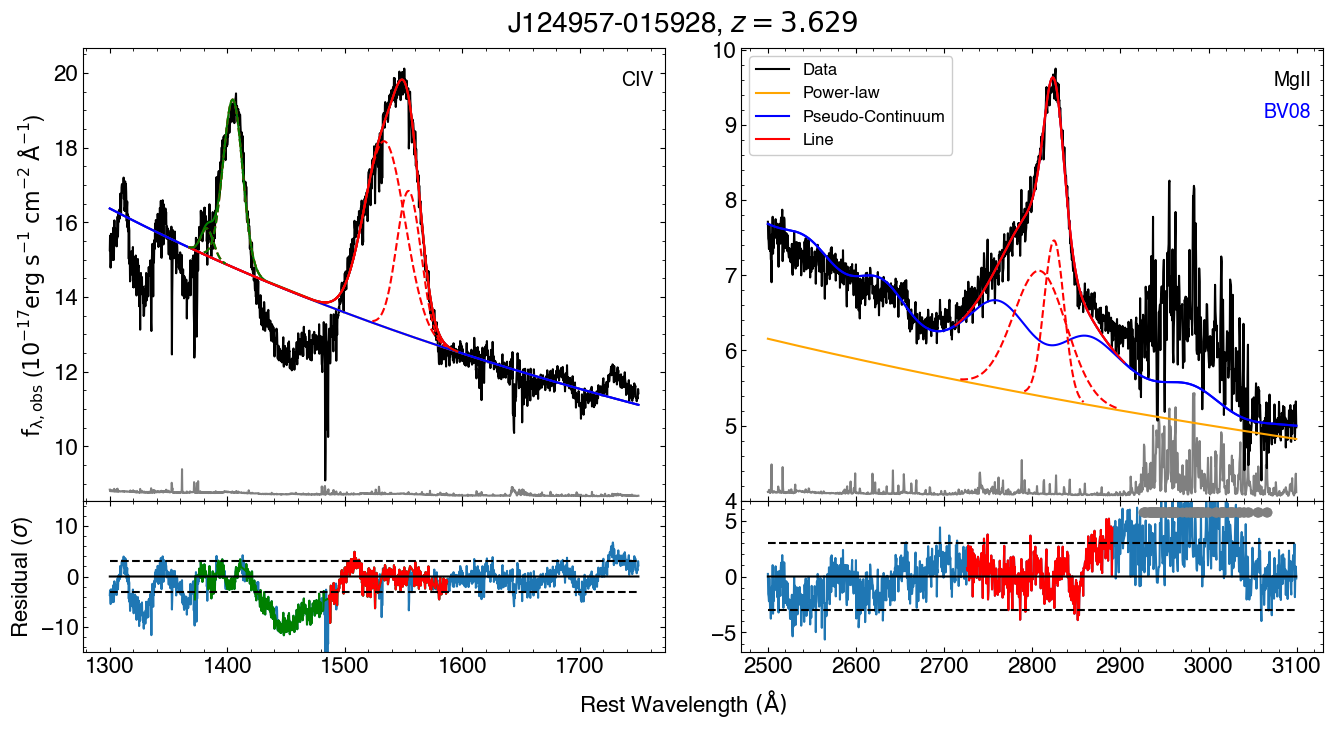 J124957-015928, z = 3.629
CIV
20
18
16
14
12
10
f_λ,obs (10⁻¹⁷erg s⁻¹ cm⁻² Å⁻¹)
Data
Power-law
Pseudo-Continuum
Line
MgII
BV08
10
9
8
7
6
5
4
10
0
−10
Residual (σ)
5
0
−5
1300 1400 1500 1600 1700
2500 2600 2700 2800 2900 3000 3100
Rest Wavelength (Å)